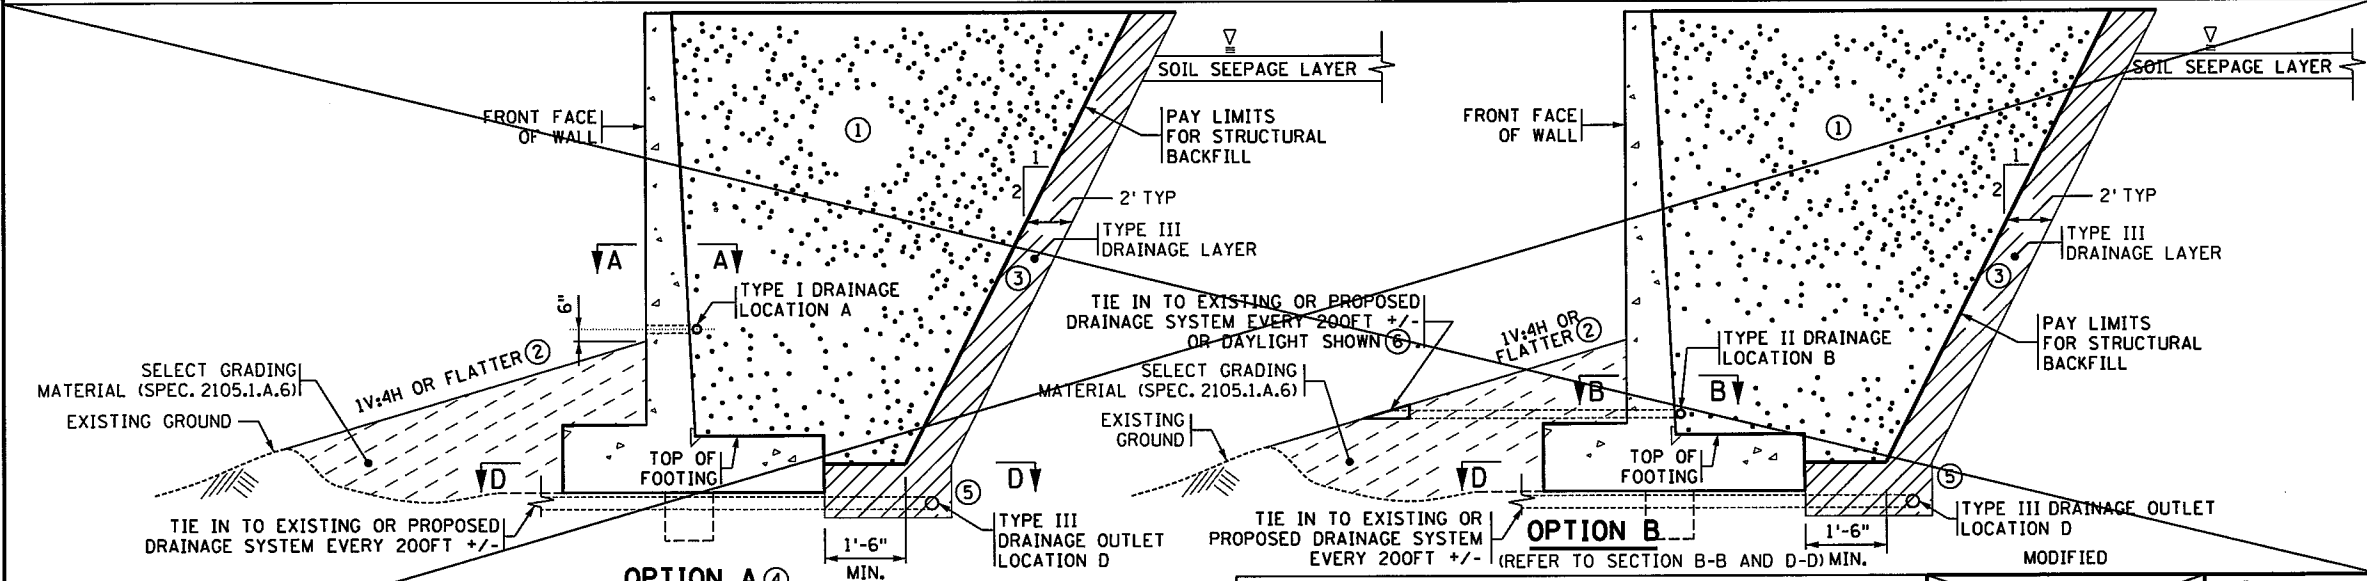 SOIL SEEPAGE LAYER
FRONT FACE
OF WALL
①
PAY LIMITS
FOR STRUCTURAL
BACKFILL
1
2
2' TYP
TYPE III
DRAINAGE LAYER
③
A
A
TYPE I DRAINAGE
LOCATION A
6"
1V:4H OR FLATTER ②
SELECT GRADING
MATERIAL (SPEC. 2105.1.A.6)
EXISTING GROUND
TOP OF
FOOTING
D
D
⑤
TIE IN TO EXISTING OR PROPOSED
DRAINAGE SYSTEM EVERY 200FT +/-
1'-6"
MIN.
TYPE III
DRAINAGE OUTLET
LOCATION D
OPTION A ④
SOIL SEEPAGE LAYER
FRONT FACE
OF WALL
①
1
2
2' TYP
TYPE III
DRAINAGE LAYER
③
TIE IN TO EXISTING OR PROPOSED
DRAINAGE SYSTEM EVERY 200FT +/-
OR DAYLIGHT SHOWN ⑥
1V:4H OR
FLATTER ②
TYPE II DRAINAGE
LOCATION B
PAY LIMITS
FOR STRUCTURAL
BACKFILL
SELECT GRADING
MATERIAL (SPEC. 2105.1.A.6)
B
B
EXISTING
GROUND
TOP OF
FOOTING
D
⑤
TIE IN TO EXISTING OR
PROPOSED DRAINAGE SYSTEM
EVERY 200FT +/-
OPTION B
(REFER TO SECTION B-B AND D-D)
1'-6"
MIN.
TYPE III DRAINAGE OUTLET
LOCATION D
MODIFIED